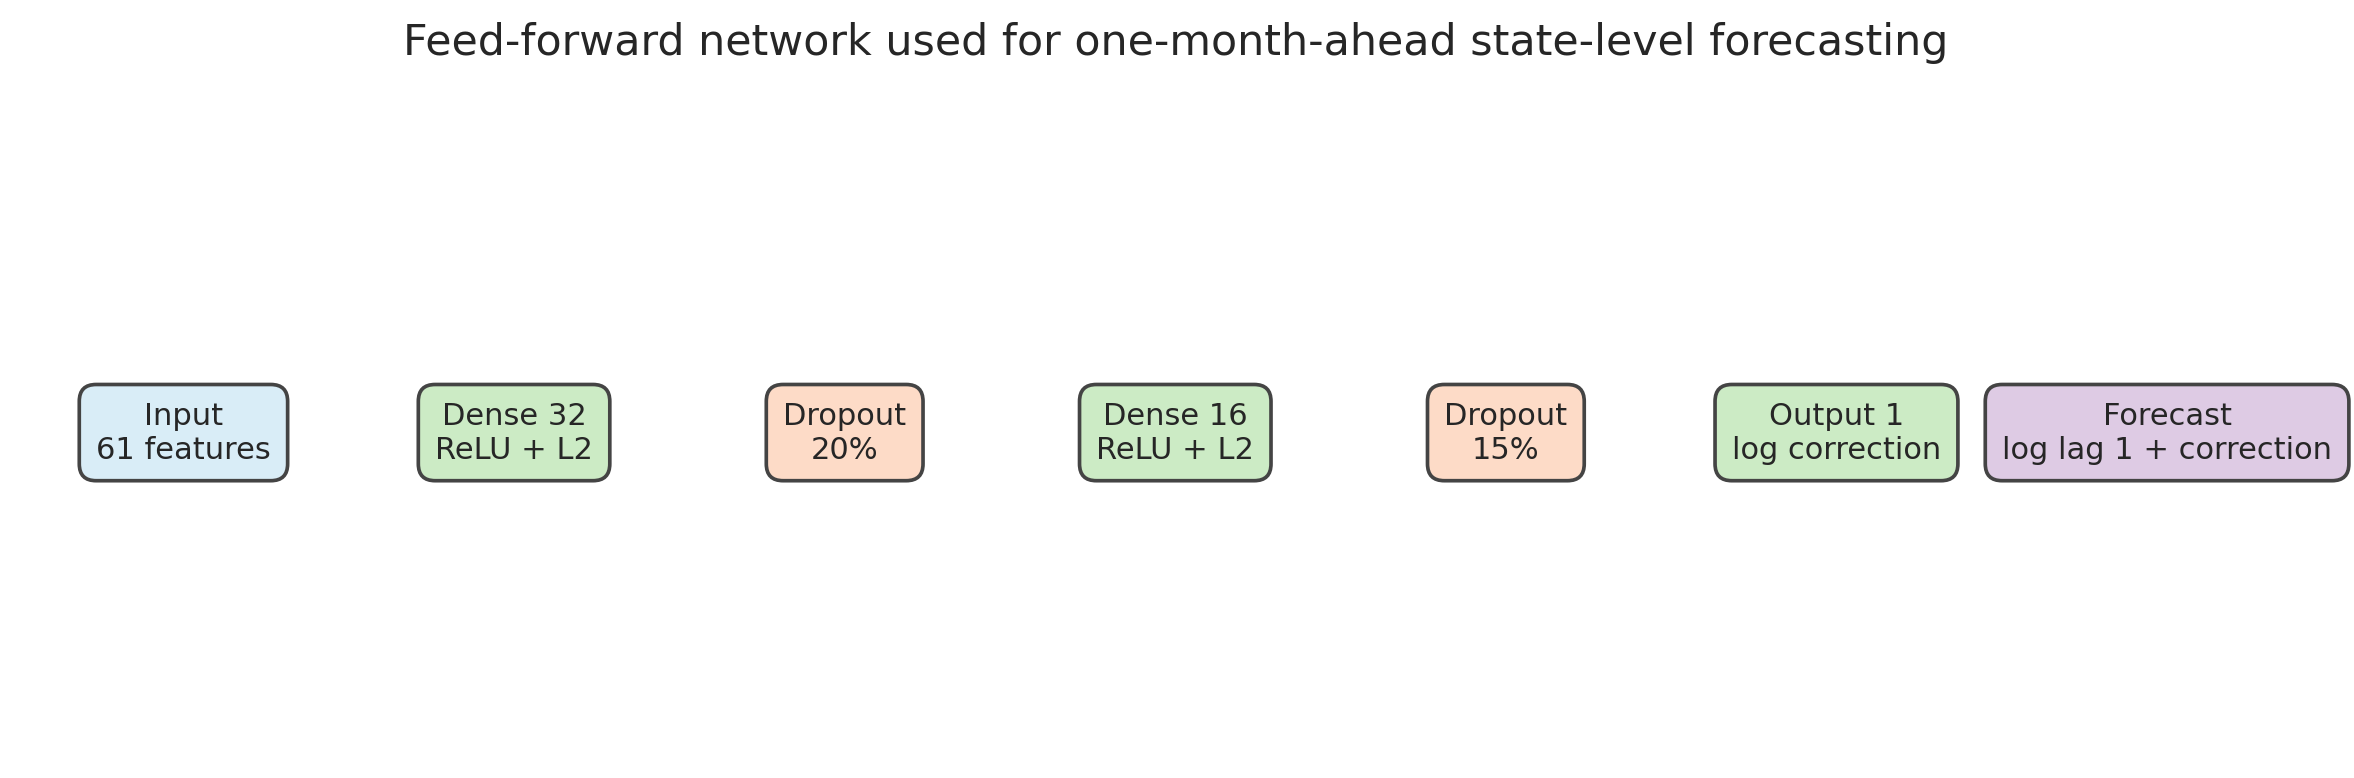 Feed-forward network used for one-month-ahead state-level forecasting
Input
61 features
Dense 32
ReLU + L2
Dropout
20%
Dense 16
ReLU + L2
Dropout
15%
Output 1
log correction
Forecast
log lag 1 + correction